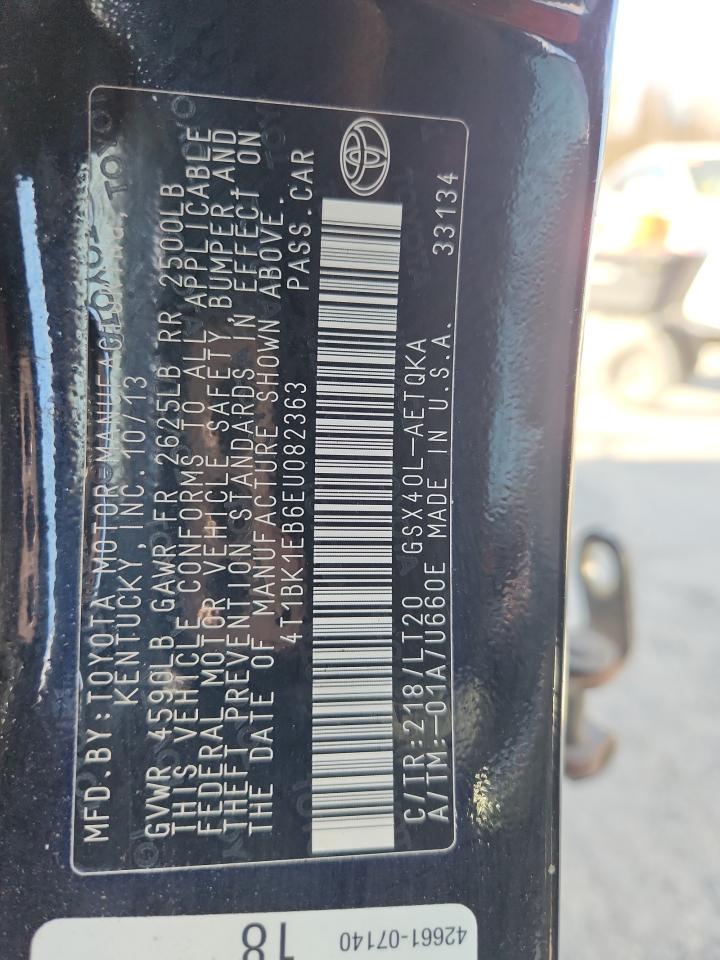 MFD.BY:TOYOTA MOTOR MANUFACTURING, 
KENTUCKY, INC. 10/13
GVWR 4590LB GAWR FR 2625LB RR 2500LB
THIS VEHICLE CONFORMS TO ALL APPLICABLE
FEDERAL MOTOR VEHICLE SAFETY, BUMPER, AND
THEFT PREVENTION STANDARDS IN EFFECT ON
THE DATE OF MANUFACTURE SHOWN ABOVE.
4T1BK1EB6EU082363 PASS.CAR
C/TR:218/LT20 GSX40L-AETQKA
A/TM:-01A/U660E MADE IN U.S.A. 33134
42661-07140
18